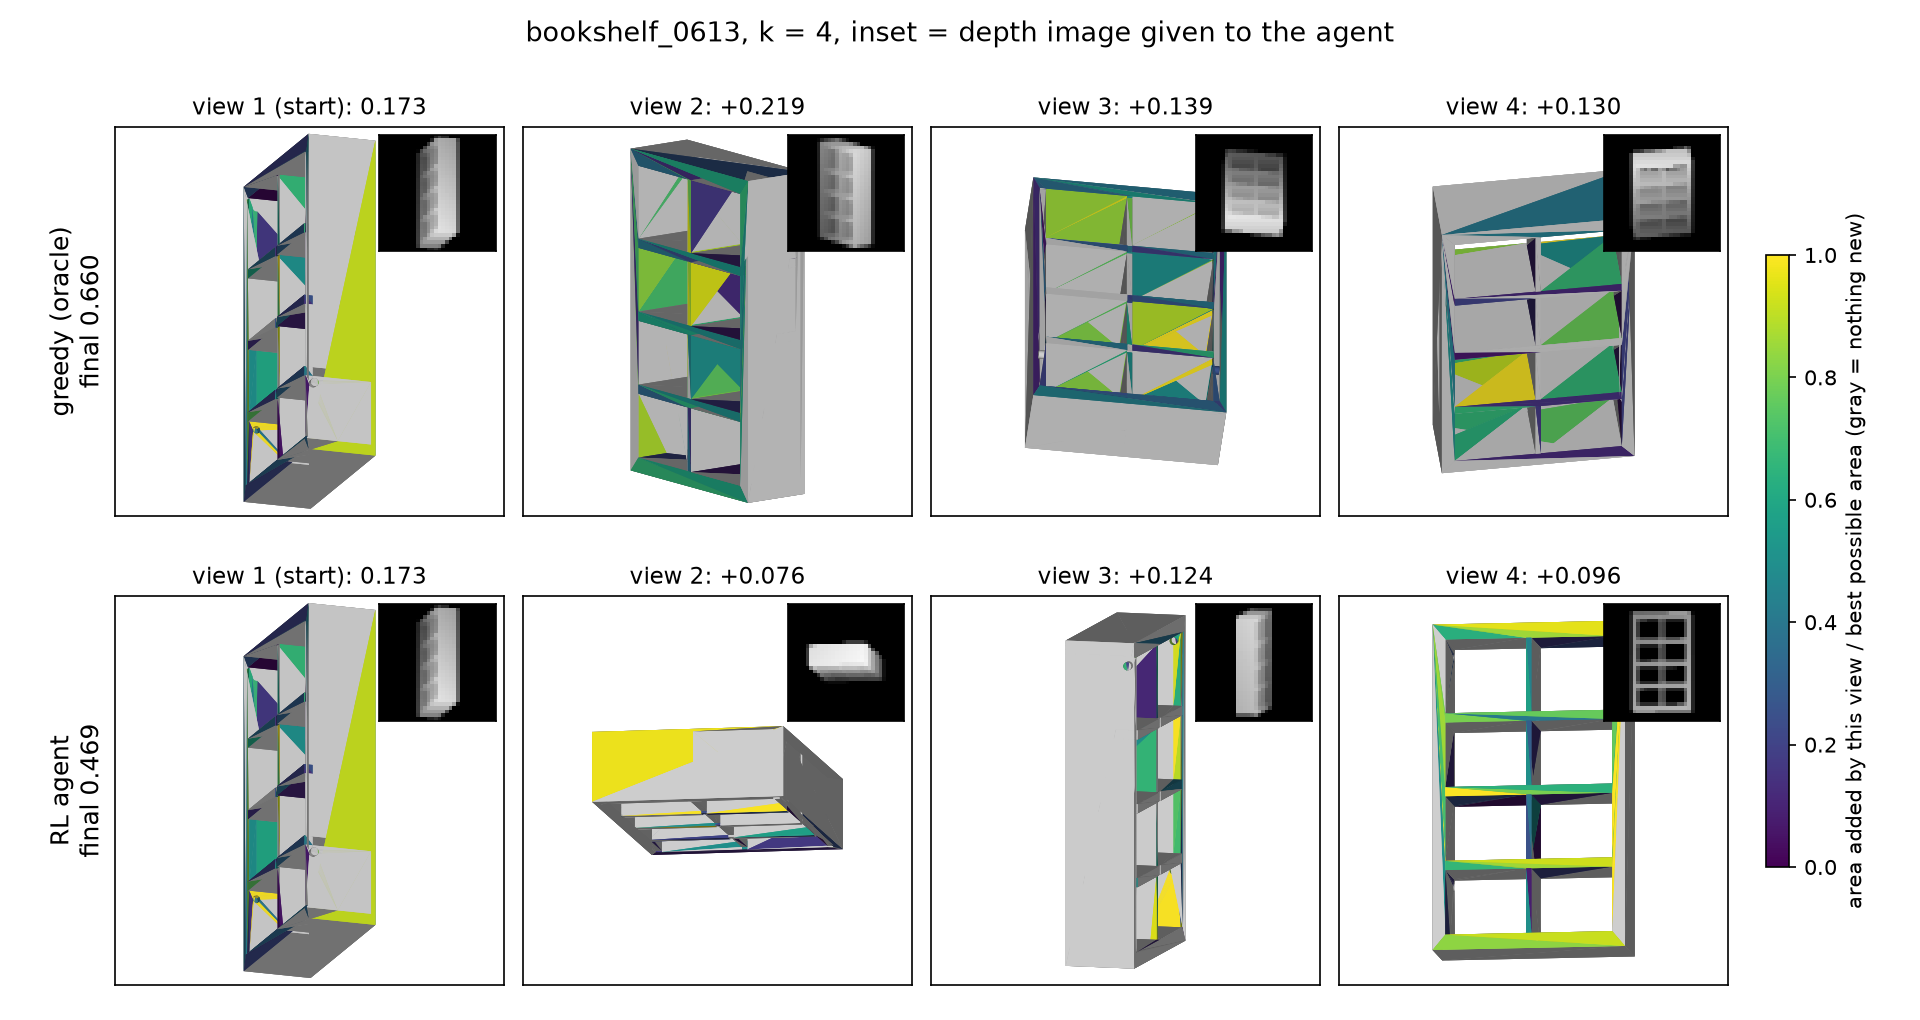 bookshelf_0613, k = 4, inset = depth image given to the agent
greedy (oracle)
final 0.660
view 1 (start): 0.173
view 2: +0.219
view 3: +0.139
view 4: +0.130
RL agent
final 0.469
view 1 (start): 0.173
view 2: +0.076
view 3: +0.124
view 4: +0.096
1.0
0.8
0.6
0.4
0.2
0.0
area added by this view / best possible area (gray = nothing new)